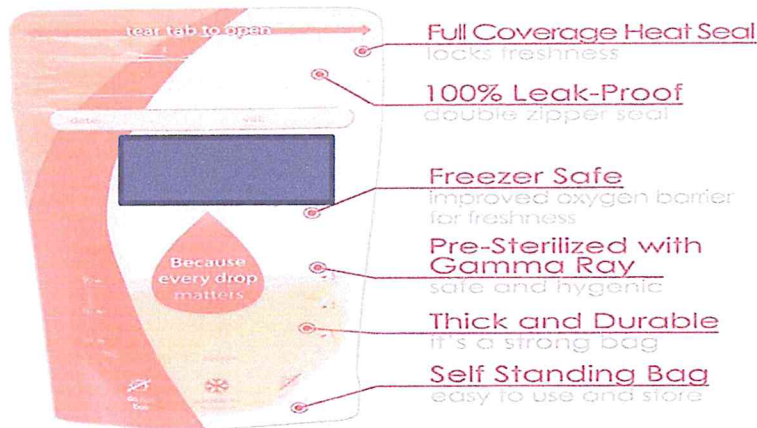 tear tab to open
Full Coverage Heat Seal
locks freshness
100% Leak-Proof
double zipper seal
date:
vol:
Freezer Safe
improved oxygen barrier
for freshness
Because
every drop
matters
Pre-Sterilized with
Gamma Ray
safe and hygenic
Thick and Durable
it's a strong bag
Self Standing Bag
easy to use and store